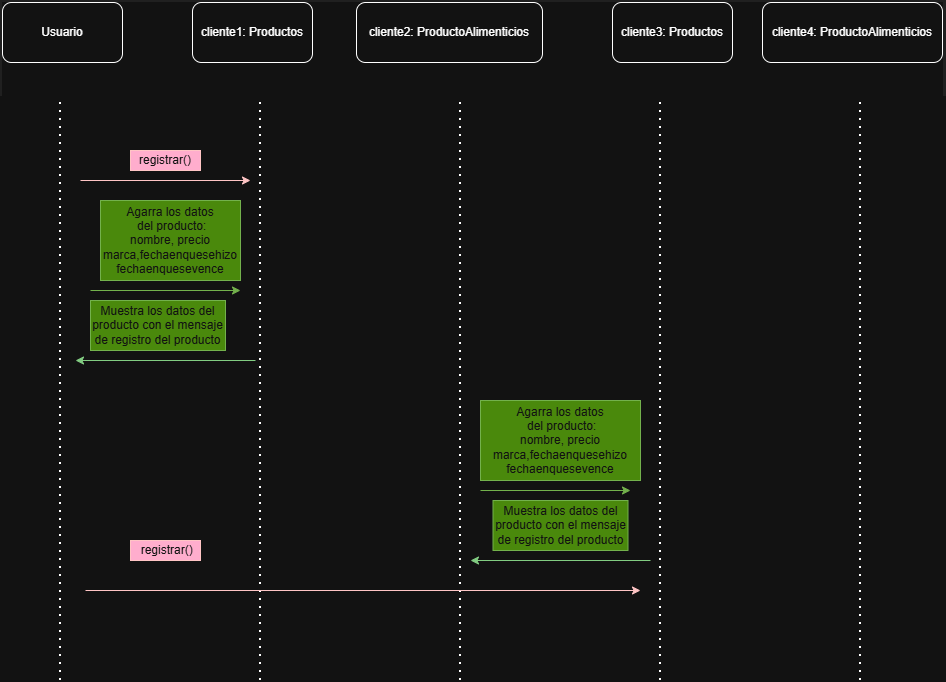 Usuario
cliente1: Productos
cliente2: ProductoAlimenticios
cliente3: Productos
cliente4: ProductoAlimenticios
registrar()
Agarra los datos
del producto:
nombre, precio
marca,fechaenquesehizo
fechaenquesevence
Muestra los datos del
producto con el mensaje
de registro del producto
Agarra los datos
del producto:
nombre, precio
marca,fechaenquesehizo
fechaenquesevence
Muestra los datos del
producto con el mensaje
de registro del producto
registrar()